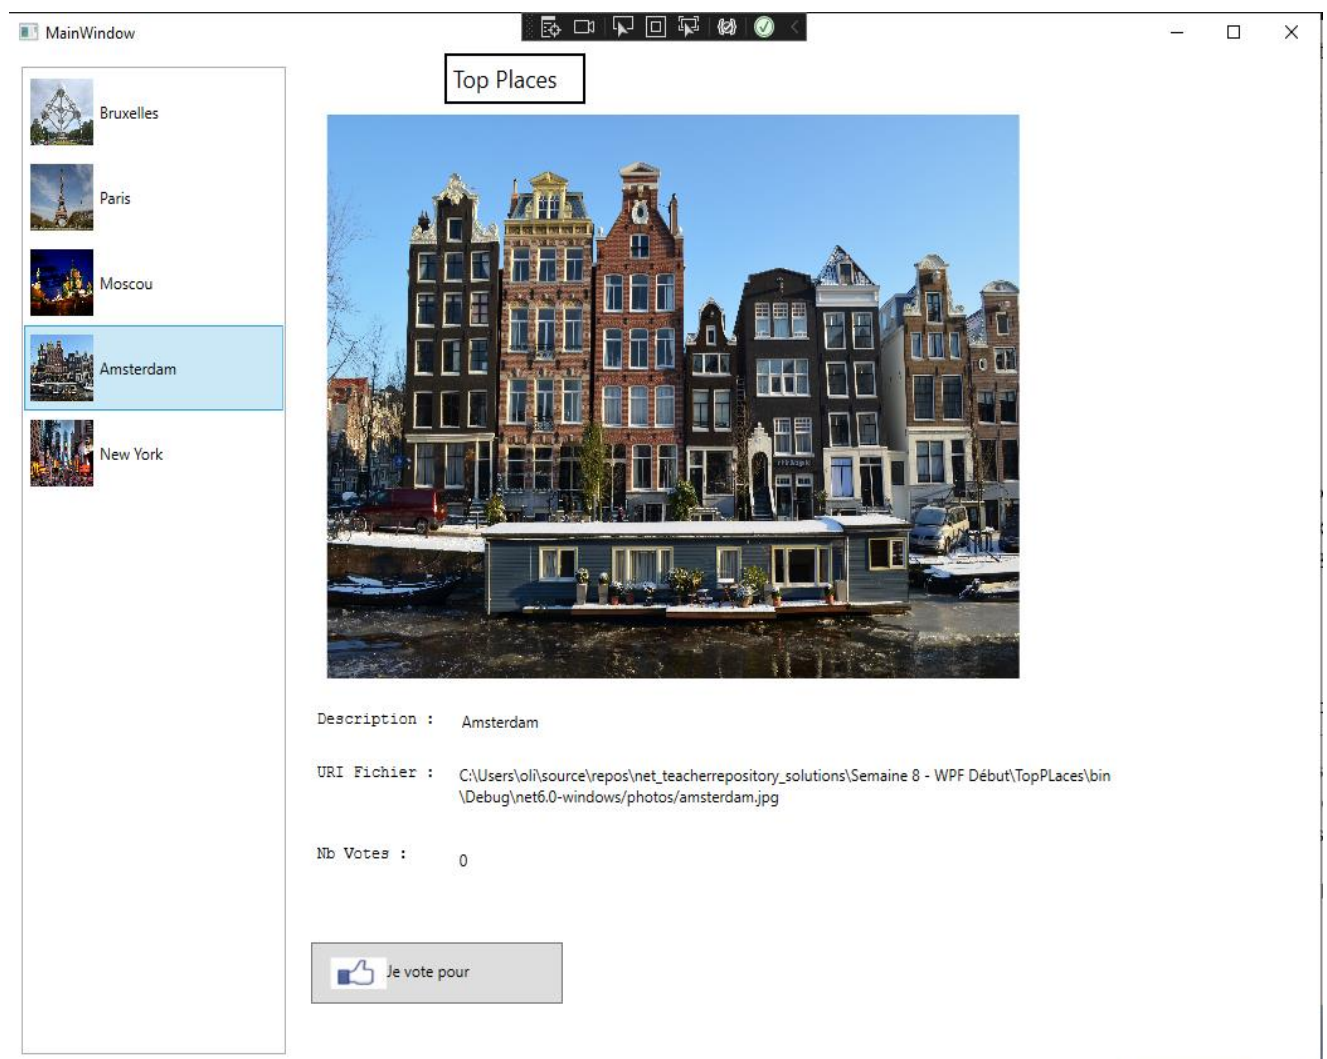 MainWindow
Top Places
Bruxelles
Paris
Moscou
Amsterdam
New York
Description :
Amsterdam
URI Fichier :
C:\Users\oli\source\repos\net_teacherrepository_solutions\Semaine 8 - WPF Début\TopPLaces\bin
\Debug\net6.0-windows/photos/amsterdam.jpg
Nb Votes :
0
Je vote pour